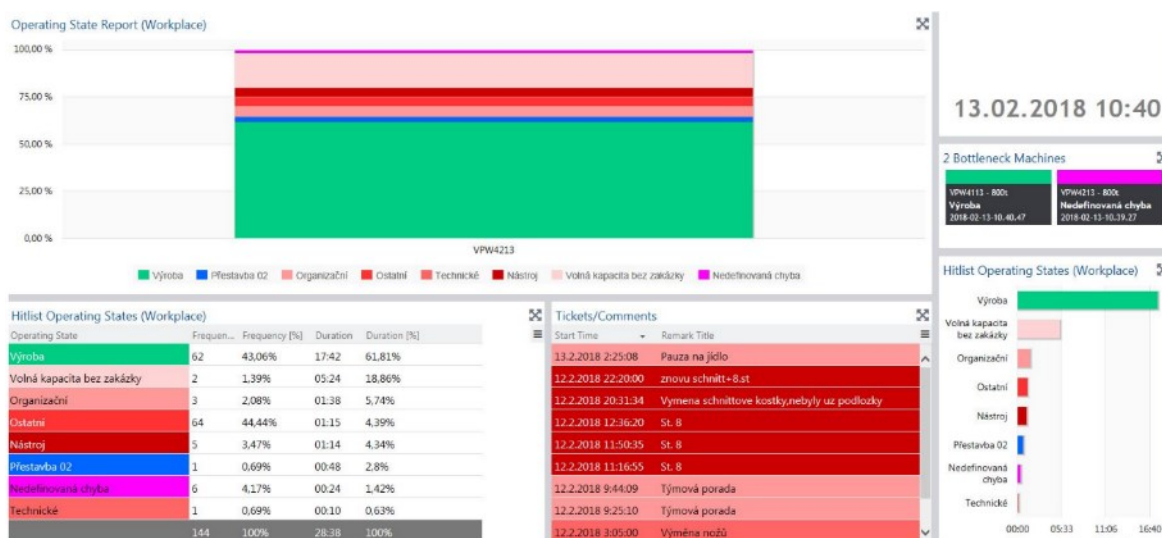 Operating State Report (Workplace)
100,00 %
75,00 %
50,00 %
25,00 %
0,00 %
VPW4213
Výroba Přestavba 02 Organizační Ostatní Technické Nástroj Volná kapacita bez zakázky Nedefinovaná chyba
13.02.2018 10:40
2 Bottleneck Machines
VPW4113 - 800t
Výroba
2018-02-13-10.40.47
VPW4213 - 800t
Nedefinovaná chyba
2018-02-13-10.39.27
Hitlist Operating States (Workplace)
Operating State Frequen... Frequency [%] Duration Duration [%]
Výroba 62 43,06% 17:42 61,81%
Volná kapacita bez zakázky 2 1,39% 05:24 18,86%
Organizační 3 2,08% 01:38 5,74%
Ostatní 64 44,44% 01:15 4,39%
Nástroj 5 3,47% 01:14 4,34%
Přestavba 02 1 0,69% 00:48 2,8%
Nedefinovaná chyba 6 4,17% 00:24 1,42%
Technické 1 0,69% 00:10 0,63%
144 100% 28:38 100%
Tickets/Comments
Start Time Remark Title
13.2.2018 2:25:08 Pauza na jídlo
12.2.2018 22:20:00 znovu schnitt+8.st
12.2.2018 20:31:34 Vymena schnittove kostky,nebyly uz podlozky
12.2.2018 12:36:20 St. 8
12.2.2018 11:50:35 St. 8
12.2.2018 11:16:55 St. 8
12.2.2018 9:44:09 Týmová porada
12.2.2018 9:25:10 Týmová porada
12.2.2018 3:05:00 Výměna nožů
Hitlist Operating States (Workplace)
Výroba
Volná kapacita
bez zakázky
Organizační
Ostatní
Nástroj
Přestavba 02
Nedefinovaná
chyba
Technické
00:00 05:33 11:06 16:40